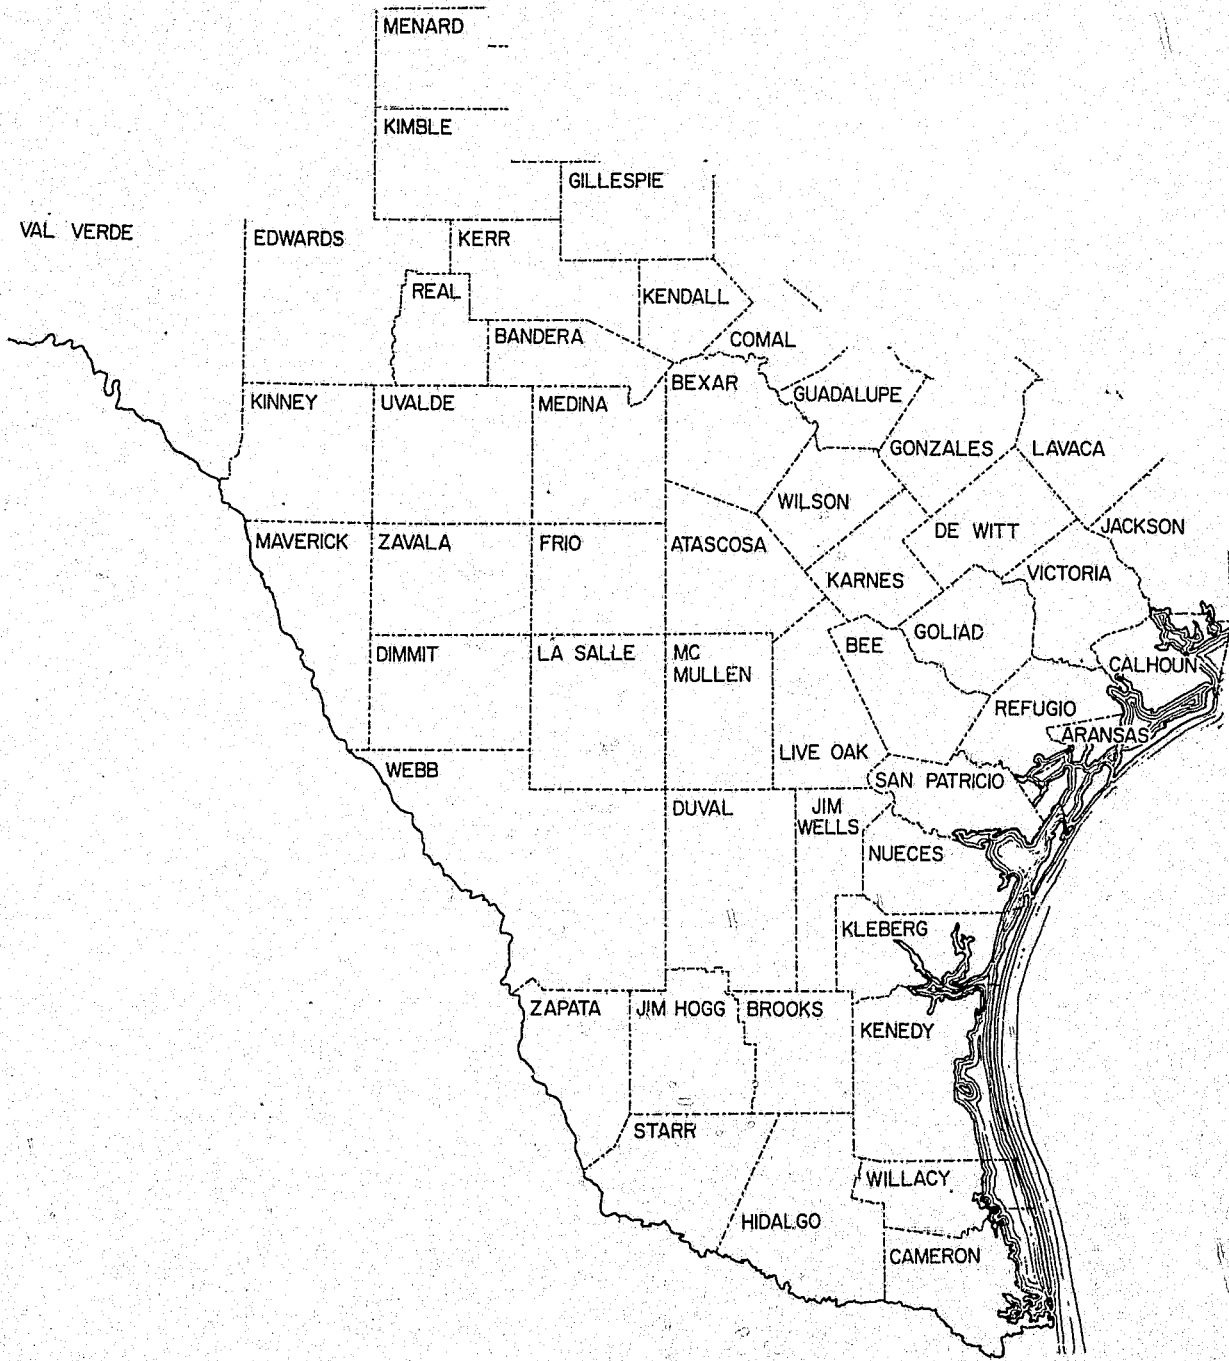 MENARD
KIMBLE
GILLESPIE
VAL VERDE
EDWARDS
KERR
REAL
KENDALL
BANDERA
COMAL
BEXAR
KINNEY
UVALDE
MEDINA
GUADALUPE
GONZALES
LAVACA
WILSON
MAVERICK
ZAVALA
FRIO
ATASCOSA
DE WITT
JACKSON
KARNES
VICTORIA
DIMMIT
LA SALLE
MC
MULLEN
BEE
GOLIAD
CALHOUN
REFUGIO
ARANSAS
LIVE OAK
WEBB
SAN PATRICIO
DUVAL
JIM
WELLS
NUECES
KLEBERG
ZAPATA
JIM HOGG
BROOKS
KENEDY
STARR
WILLACY
HIDALGO
CAMERON